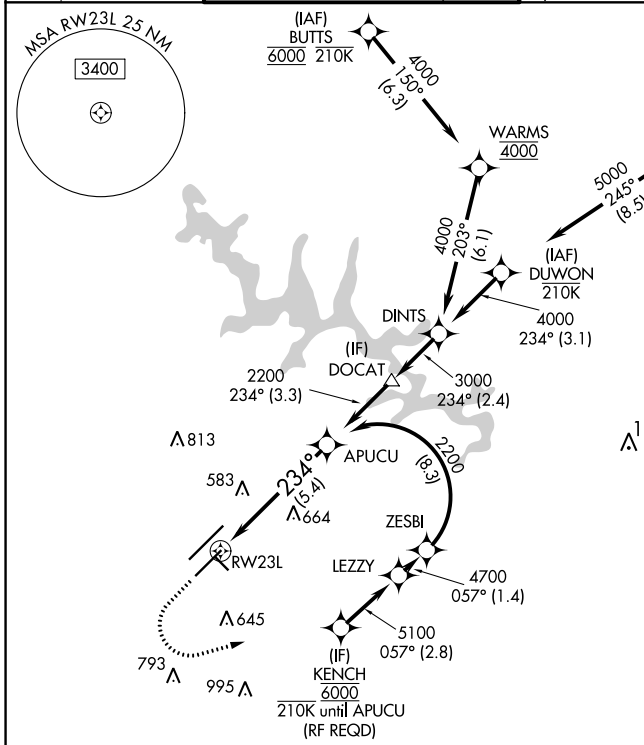 MSA RW23L 25 NM
3400
(IAF)
BUTTS
6000 210K
4000
150°
(6.3)
WARMS
4000
5000
245°
(8.5)
4000
203°
(6.1)
(IAF)
DUWON
210K
4000
234° (3.1)
DINTS
(IF)
DOCAT
3000
234° (2.4)
2200
234° (3.3)
813
APUCU
2200
(8.3)
1
583
234°
(5.4)
664
ZESBI
RW23L
LEZZY
4700
057° (1.4)
645
5100
057° (2.8)
793
995
(IF)
KENCH
6000
210K until APUCU
(RF REQD)